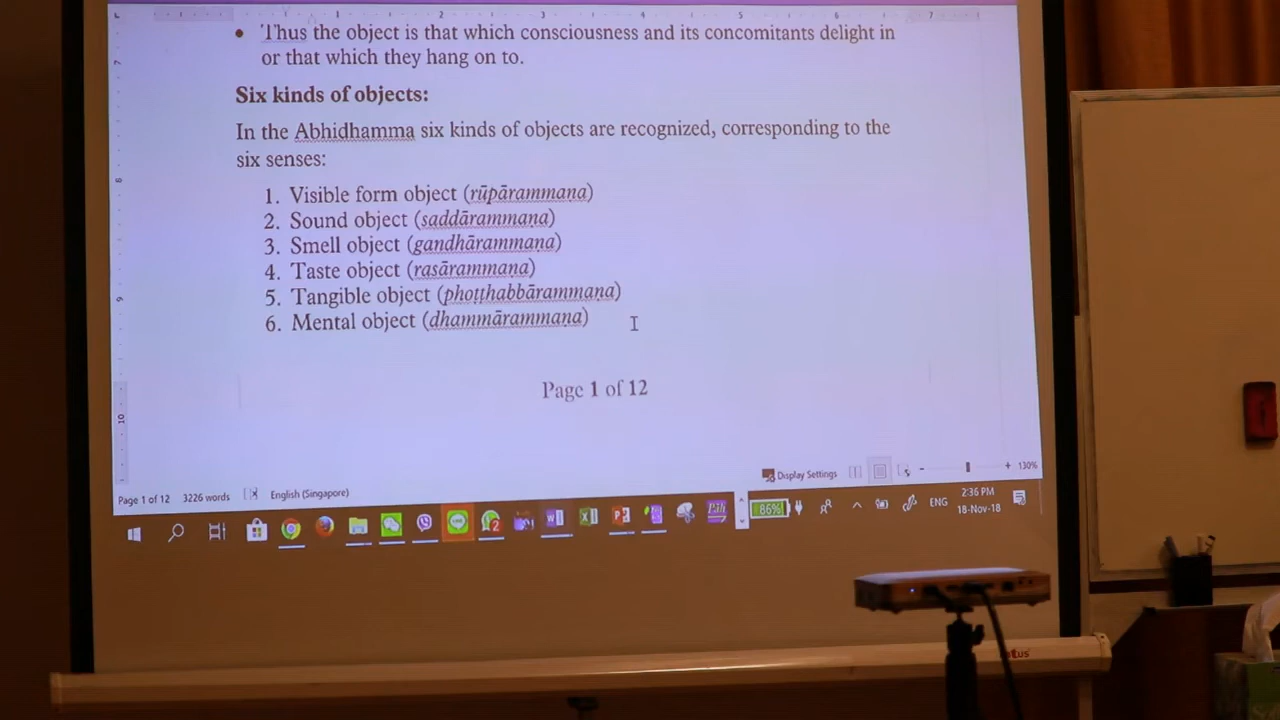 • Thus the object is that which consciousness and its concomitants delight in
or that which they hang on to.
Six kinds of objects:
In the Abhidhamma six kinds of objects are recognized, corresponding to the
six senses:
1. Visible form object (rūpārammaṇa)
2. Sound object (saddārammaṇa)
3. Smell object (gandhārammaṇa)
4. Taste object (rasārammaṇa)
5. Tangible object (phoṭṭhabbārammaṇa)
6. Mental object (dhammārammaṇa)
Page 1 of 12
Display Settings
130%
Page 1 of 12 3226 words English (Singapore)
86% ENG 2:36 PM
18-Nov-18